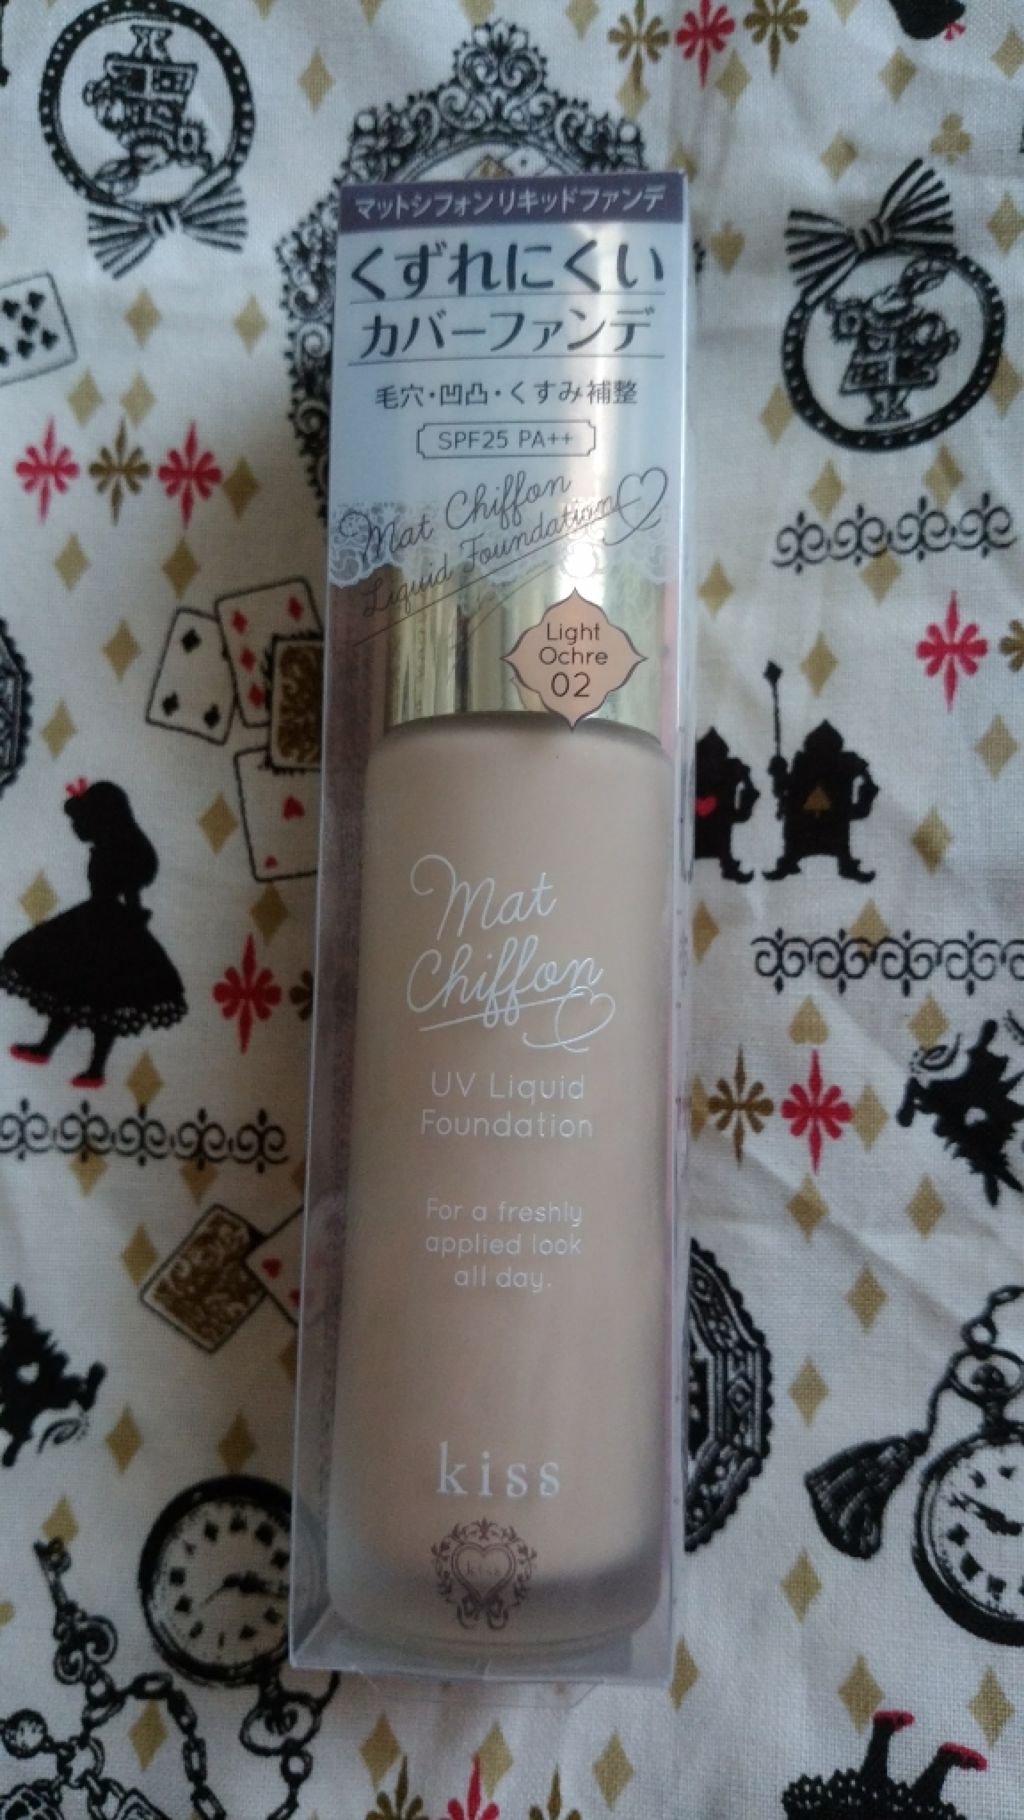 マットシフォン リキッドファンデ
くずれにくい
カバーファンデ
毛穴・凹凸・くすみ補整
SPF25 PA++
Mat Chiffon
Liquid Foundation
Light
Ochre
02
Mat
Chiffon
UV Liquid
Foundation
For a freshly
applied look
all day.
kiss
kiss